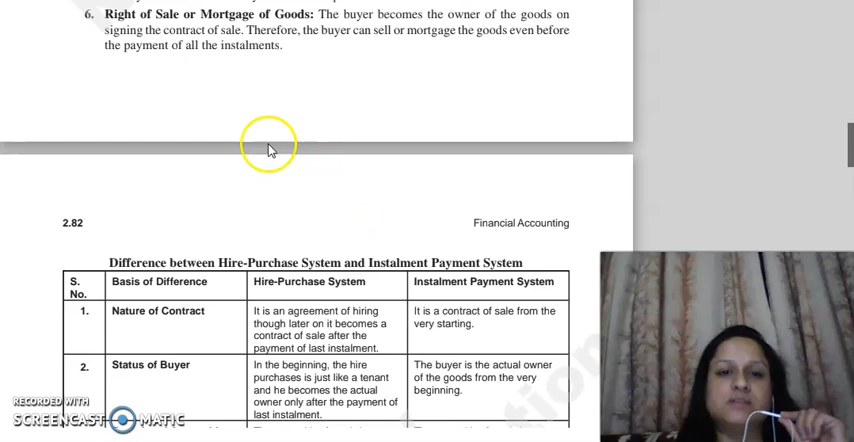 6. Right of Sale or Mortgage of Goods: The buyer becomes the owner of the goods on
signing the contract of sale. Therefore, the buyer can sell or mortgage the goods even before
the payment of all the instalments.
2.82
Financial Accounting
Difference between Hire-Purchase System and Instalment Payment System
S. No.
Basis of Difference
Hire-Purchase System
Instalment Payment System
1.
Nature of Contract
It is an agreement of hiring
though later on it becomes a
contract of sale after the
payment of last instalment.
It is a contract of sale from the
very starting.
2.
Status of Buyer
In the beginning, the hire
purchases is just like a tenant
and he becomes the actual
owner only after the payment of
last instalment.
The buyer is the actual owner
of the goods from the very
beginning.
RECORDED WITH
SCREENCAST MATIC